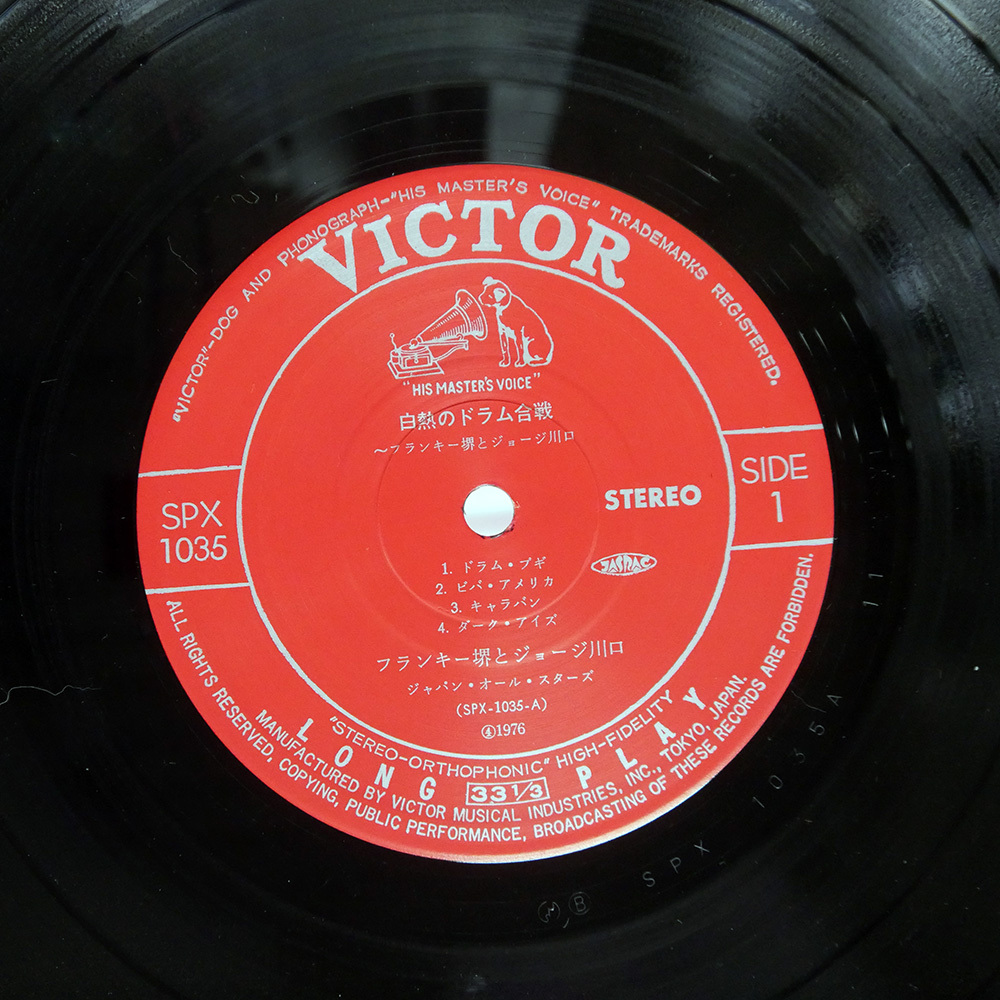 "VICTOR"-DOG AND PHONOGRAPH-"HIS MASTER'S VOICE" TRADEMARKS REGISTERED.
VICTOR
"HIS MASTER'S VOICE"
白熱のドラム合戦
〜フランキー堺とジョージ川口
SPX
1035
STEREO
SIDE
1
JASRAC
1. ドラム・ブギ
2. ビバ・アメリカ
3. キャラバン
4. ダーク・アイズ
フランキー堺とジョージ川口
ジャパン・オール・スターズ
(SPX-1035-A)
④1976
"STEREO-ORTHOPHONIC" HIGH-FIDELITY
LONG 33 1/3 PLAY
MANUFACTURED BY VICTOR MUSICAL INDUSTRIES, INC., TOKYO, JAPAN.
ALL RIGHTS RESERVED, COPYING, PUBLIC PERFORMANCE, BROADCASTING OF THESE RECORDS ARE FORBIDDEN.
SPX 1035A
B